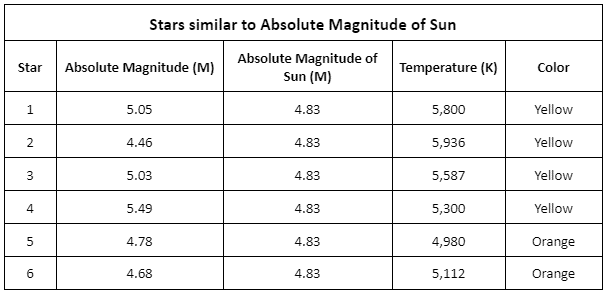 Stars similar to Absolute Magnitude of Sun
Star Absolute Magnitude (M) Absolute Magnitude of Sun (M) Temperature (K) Color
1 5.05 4.83 5,800 Yellow
2 4.46 4.83 5,936 Yellow
3 5.03 4.83 5,587 Yellow
4 5.49 4.83 5,300 Yellow
5 4.78 4.83 4,980 Orange
6 4.68 4.83 5,112 Orange